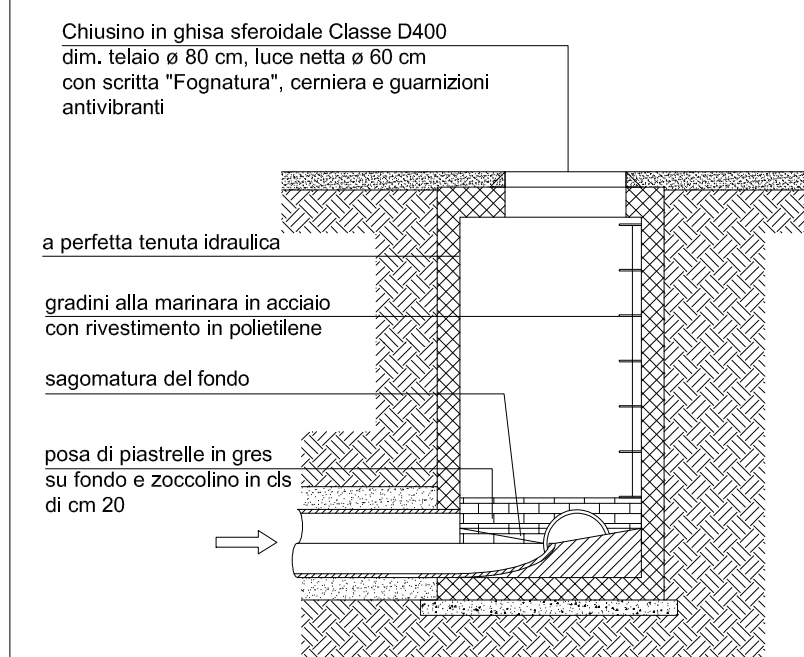 Chiusino in ghisa sferoidale Classe D400
dim. telaio ø 80 cm, luce netta ø 60 cm
con scritta "Fognatura", cerniera e guarnizioni
antivibranti
a perfetta tenuta idraulica
gradini alla marinara in acciaio
con rivestimento in polietilene
sagomatura del fondo
posa di piastrelle in gres
su fondo e zoccolino in cls
di cm 20